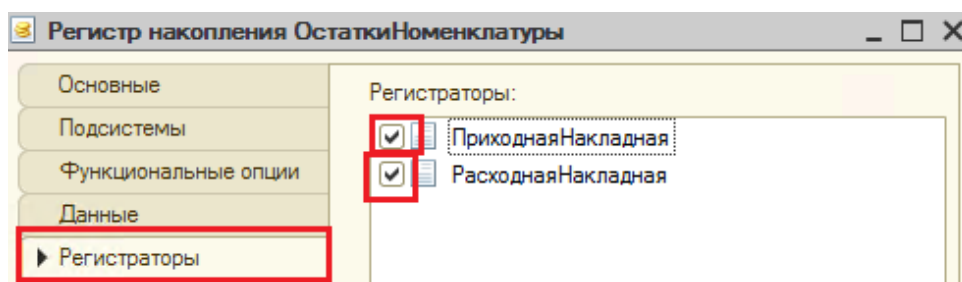 Регистр накопления ОстаткиНоменклатуры
Основные
Подсистемы
Функциональные опции
Данные
Регистраторы
Регистраторы:
ПриходнаяНакладная
РасходнаяНакладная